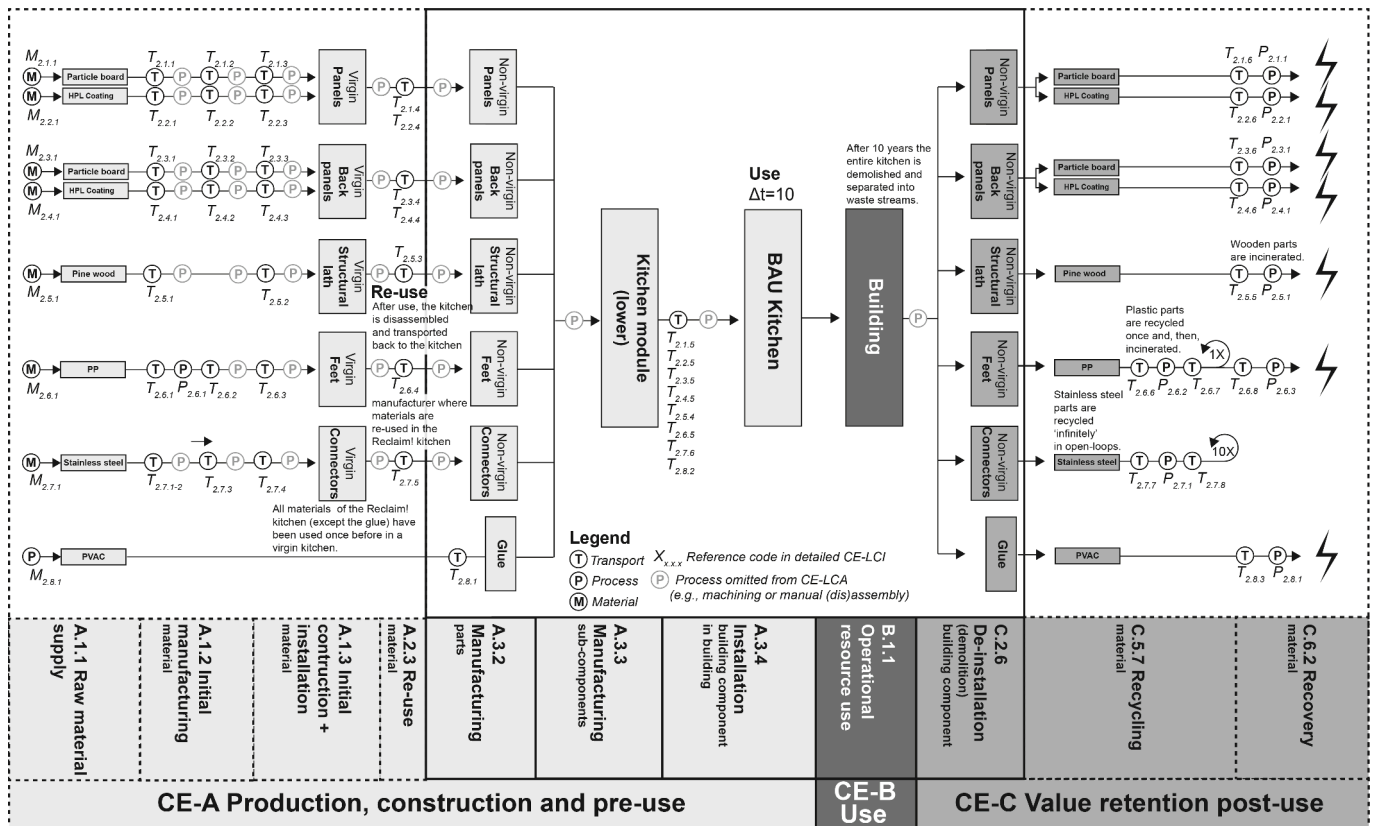 M2.1.1
M
Particle board
T2.1.1
T2.1.2
T2.1.3
T P T P T P
M
HPL Coating
T P T P T P
M2.2.1
T2.2.1
T2.2.2
T2.2.3
Virgin
Panels
P T P
T2.1.4
T2.2.4
Non-virgin
Panels
M2.3.1
M
Particle board
T2.3.1
T2.3.2
T2.3.3
T P T P T P
M
HPL Coating
T P T P T P
M2.4.1
T2.4.1
T2.4.2
T2.4.3
Virgin
Back
panels
P T P
T2.3.4
T2.4.4
Non-virgin
Back
panels
M
Pine wood
T P P T P
M2.5.1
T2.5.1
T2.5.2
Virgin
Structural
lath
T2.5.3
P T P
Non-virgin
Structural
lath
Re-use
After use, the kitchen
is disassembled
and transported
back to the kitchen
manufacturer where
materials are
re-used in the
Reclaim! kitchen
M
PP
T P T P T P
M2.6.1
T2.6.1
P2.6.1
T2.6.2
T2.6.3
Virgin
Feet
P T P
T2.6.4
Non-virgin
Feet
M
Stainless steel
T P T P T P
M2.7.1
T2.7.1-2
T2.7.3
T2.7.4
Virgin
Connectors
P T P
T2.7.5
Non-virgin
Connectors
All materials of the Reclaim!
kitchen (except the glue) have
been used once before in a
virgin kitchen.
P
PVAC
M2.8.1
T
T2.8.1
Glue
P
Kitchen module
(lower)
T P
T2.1.5
T2.2.5
T2.3.5
T2.4.5
T2.5.4
T2.6.5
T2.7.6
T2.8.2
Use
Δt=10
BAU Kitchen
After 10 years the
entire kitchen is
demolished and
separated into
waste streams.
Building
P
Non-virgin
Panels
Particle board
T2.1.6
P2.1.1
T P
HPL Coating
T P
T2.2.6
P2.2.1
Non-virgin
Back
panels
Particle board
T2.3.6
P2.3.1
T P
HPL Coating
T P
T2.4.6
P2.4.1
Non-virgin
Structural
lath
Pine wood
Wooden parts
are incinerated.
T P
T2.5.5
P2.5.1
Non-virgin
Feet
Plastic parts
are recycled
once and, then,
incinerated.
1X
PP
T P T T P
T2.6.6
P2.6.2
T2.6.7
T2.6.8
P2.6.3
Non-virgin
Connectors
Stainless steel
parts are
recycled
'infinitely'
in open-loops.
10X
Stainless steel
T P T
T2.7.7
P2.7.1
T2.7.8
Glue
PVAC
T P
T2.8.3
P2.8.1
Legend
T Transport
P Process
M Material
Xx.x.x Reference code in detailed CE-LCI
P Process omitted from CE-LCA
(e.g., machining or manual (dis)assembly)
A.1.1 Raw material
supply
A.1.2 Initial
manufacturing
material
A.1.3 Initial
contruction +
installation
material
A.2.3 Re-use
material
A.3.2
Manufacturing
parts
A.3.3
Manufacturing
sub-components
A.3.4
Installation
building component
in building
B.1.1
Operational
resource use
C.2.6
De-installation
(demolition)
building component
C.5.7 Recycling
material
C.6.2 Recovery
material
CE-A Production, construction and pre-use
CE-B
Use
CE-C Value retention post-use